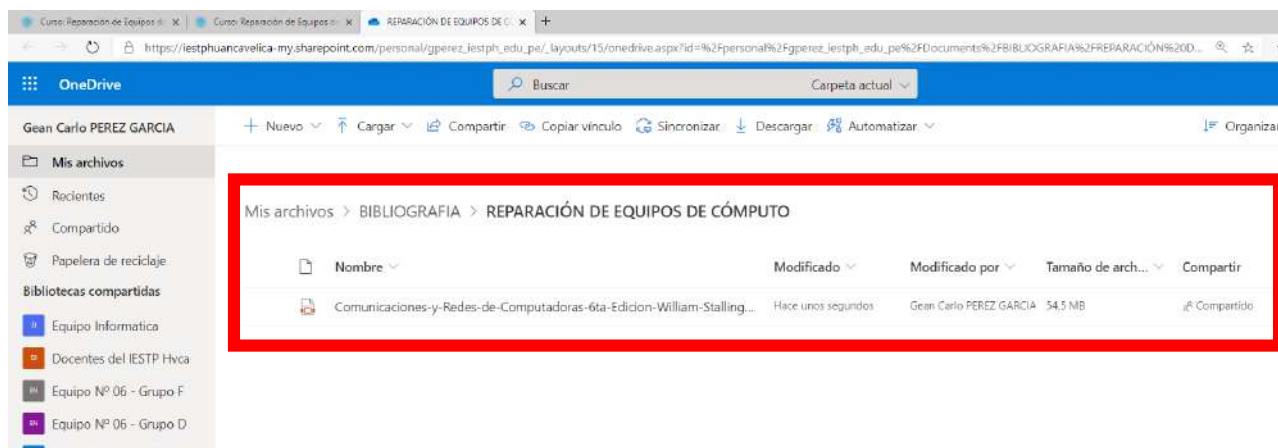 Curso: Reparación de Equipos d
Curso: Reparación de Equipos d
REPARACIÓN DE EQUIPOS DE C
https://iestphuancavelica-my.sharepoint.com/personal/gperez_iestph_edu_pe/_layouts/15/onedrive.aspx?id=%2Fpersonal%2Fgperez_iestph_edu_pe%2FDocuments%2FBIBLIOGRAFIA%2FREPARACIÓN%20D...
OneDrive
Buscar
Carpeta actual
Gean Carlo PEREZ GARCIA
Nuevo Cargar Compartir Copiar vínculo Sincronizar Descargar Automatizar Organizar
Mis archivos
Recientes
Compartido
Papelera de reciclaje
Bibliotecas compartidas
Equipo Informatica
Docentes del IESTP Hvca
Equipo Nº 06 - Grupo F
Equipo Nº 06 - Grupo D
Mis archivos > BIBLIOGRAFIA > REPARACIÓN DE EQUIPOS DE CÓMPUTO
Nombre Modificado Modificado por Tamaño de arch... Compartir
Comunicaciones-y-Redes-de-Computadoras-6ta-Edicion-William-Stalling... Hace unos segundos Gean Carlo PEREZ GARCIA 54,5 MB Compartido